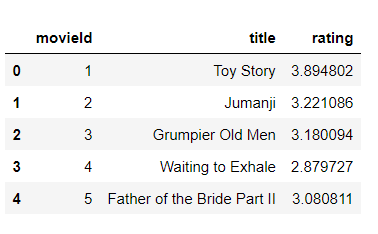 movieId title rating
0 1 Toy Story 3.894802
1 2 Jumanji 3.221086
2 3 Grumpier Old Men 3.180094
3 4 Waiting to Exhale 2.879727
4 5 Father of the Bride Part II 3.080811